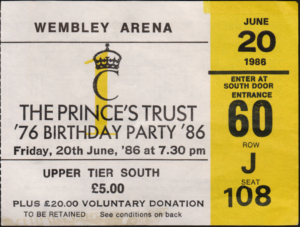 WEMBLEY ARENA
C
THE PRINCE'S TRUST
'76 BIRTHDAY PARTY '86
Friday, 20th June, '86 at 7.30 pm
UPPER TIER SOUTH
£5.00
PLUS £20.00 VOLUNTARY DONATION
TO BE RETAINED See conditions on back
JUNE
20
1986
ENTER AT
SOUTH DOOR
ENTRANCE
60
ROW
J
SEAT
108